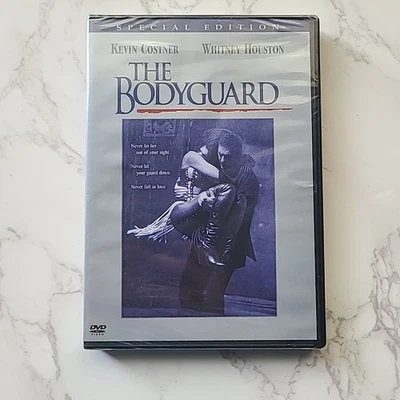 SPECIAL EDITION
KEVIN COSTNER WHITNEY HOUSTON
THE
BODYGUARD
Never let her
out of your sight.
Never let
your guard down.
Never fall in love.
DVD
VIDEO